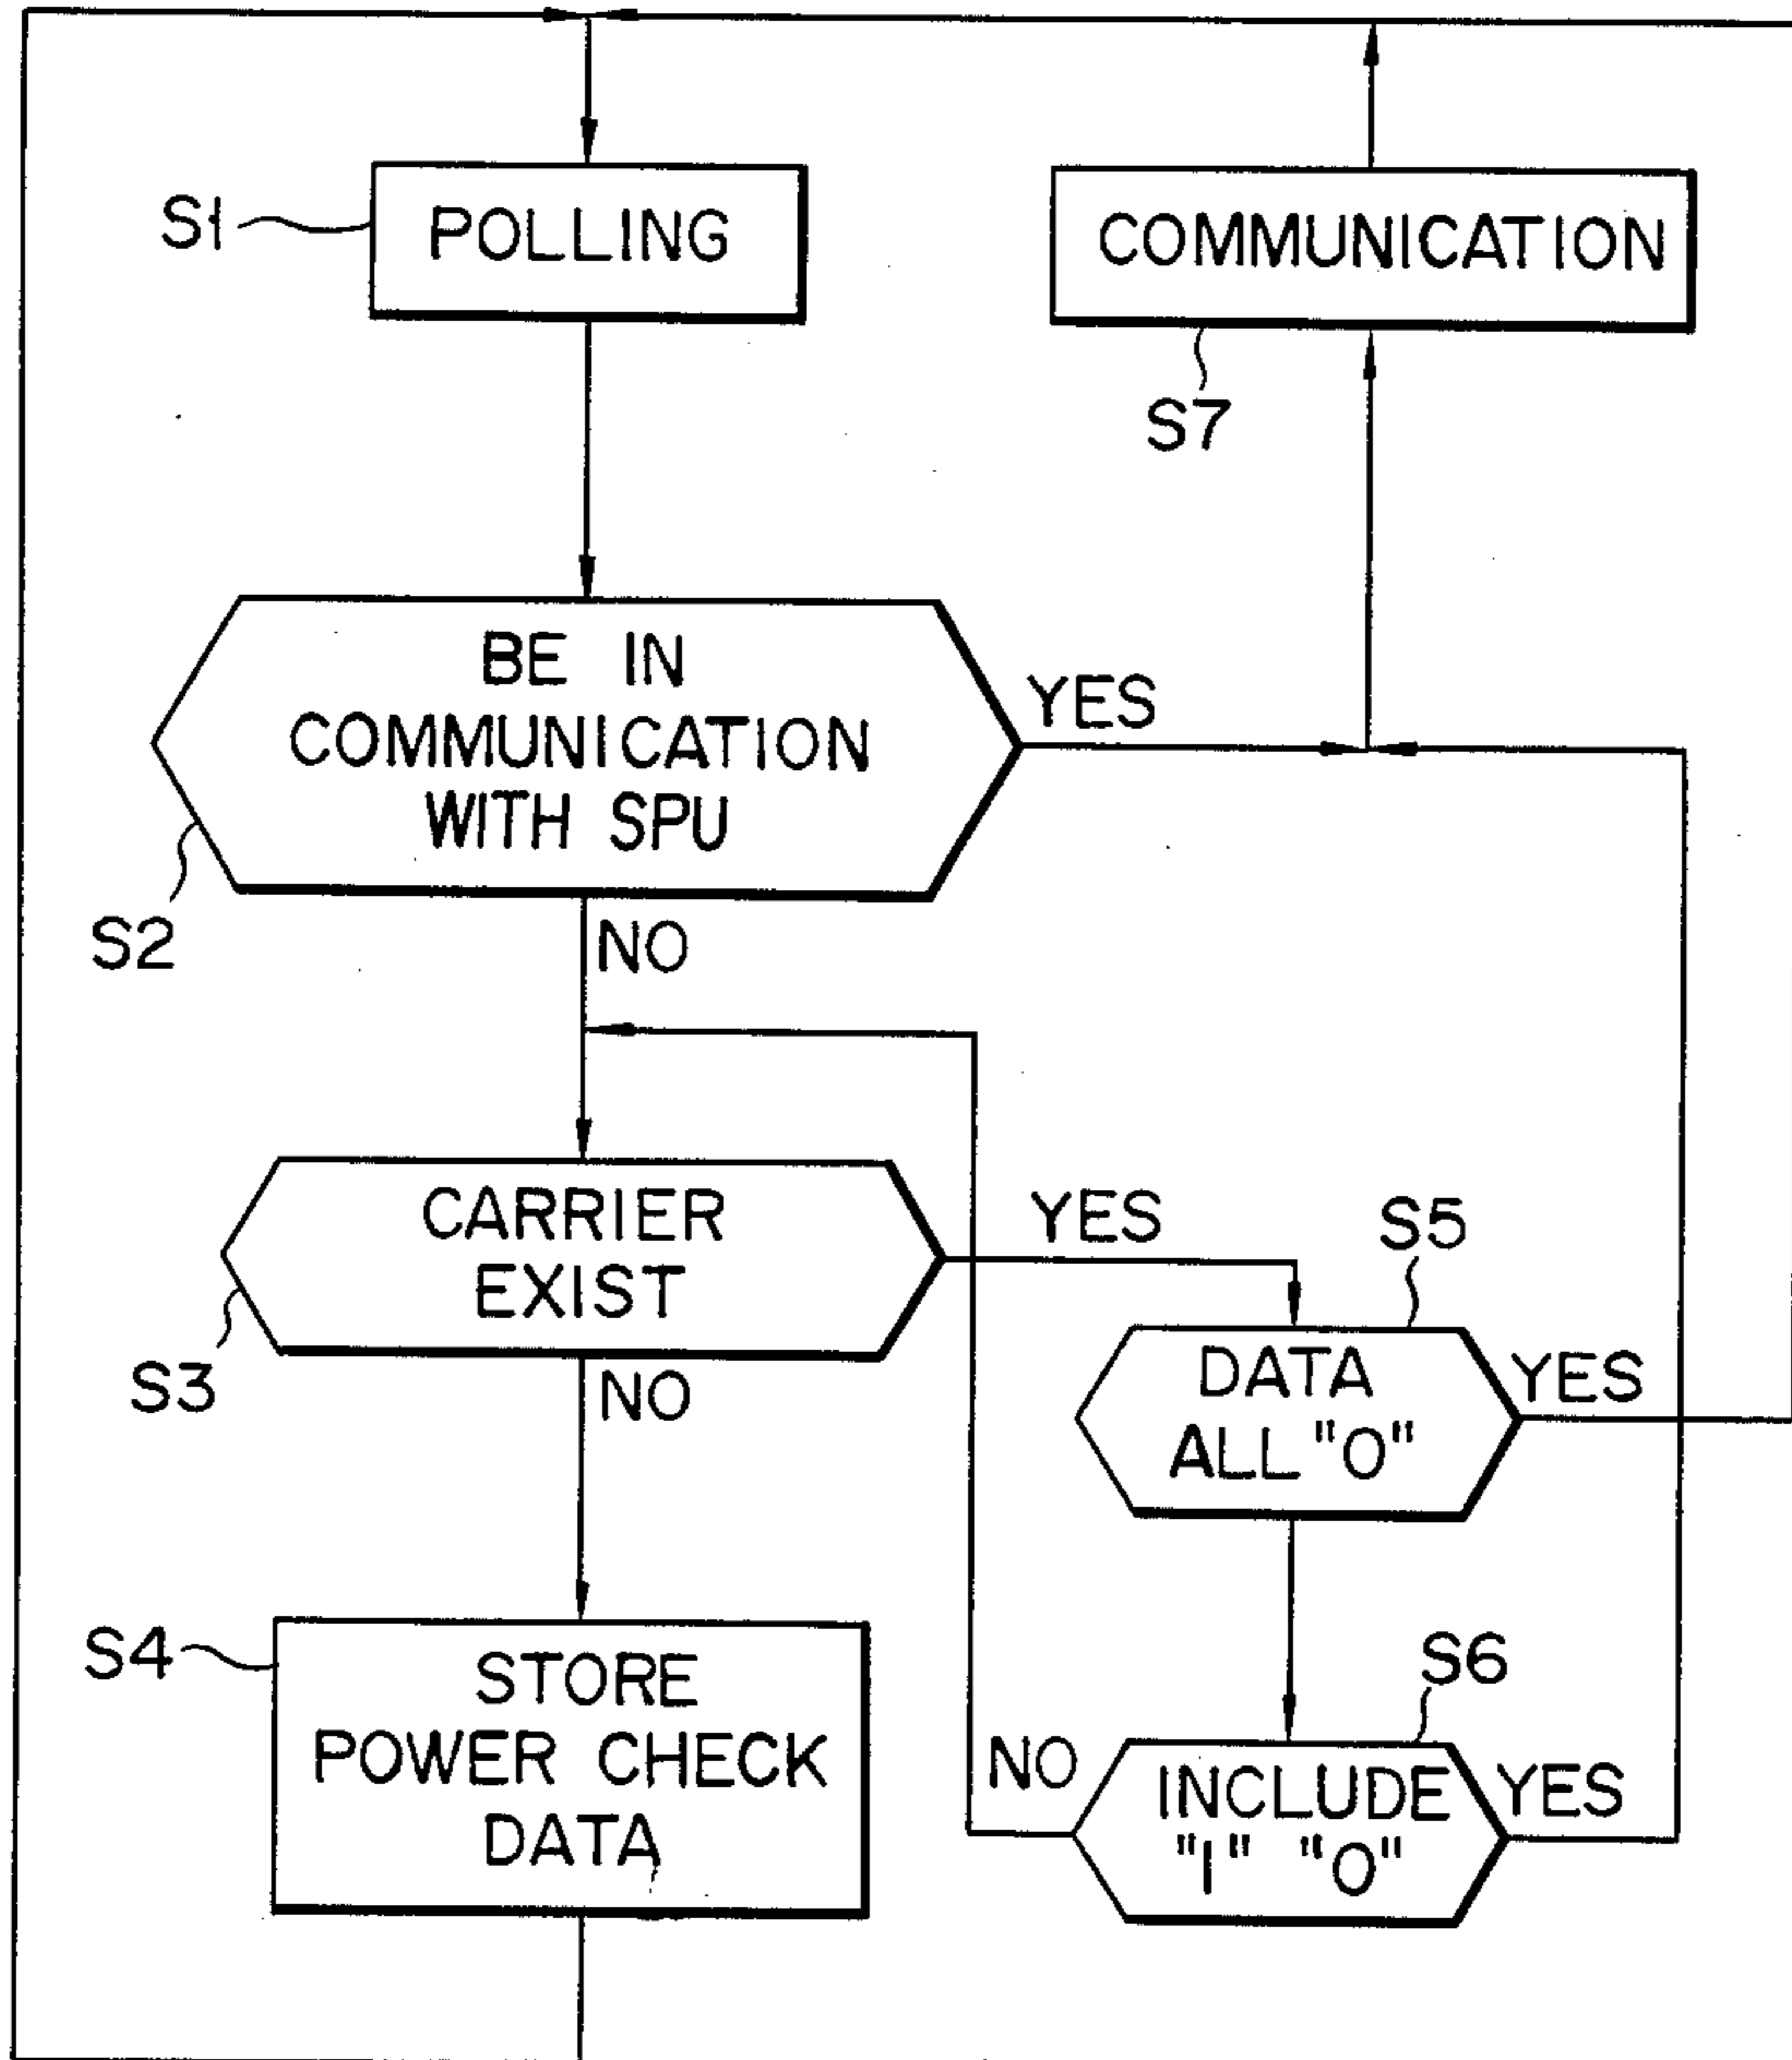 S1
POLLING
COMMUNICATION
S7
BE IN
COMMUNICATION
WITH SPU
YES
S2
NO
CARRIER
EXIST
YES
S3
NO
S5
DATA
ALL "0"
YES
S4
STORE
POWER CHECK
DATA
S6
NO
INCLUDE
"1" "0"
YES